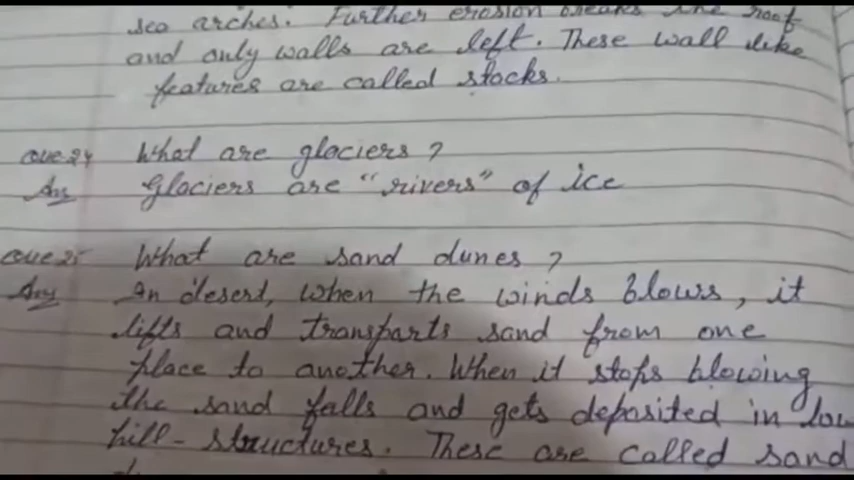 sea arches. Further erosion breaks the roof
and only walls are left. These wall like
features are called stacks.
Que 24 What are glaciers ?
Ans Glaciers are "rivers" of ice
Que 25 What are sand dunes ?
Ans In desert, when the winds blows, it
lifts and transparts sand from one
place to another. When it stops blowing
the sand falls and gets deposited in low
hill-structures. These are called sand